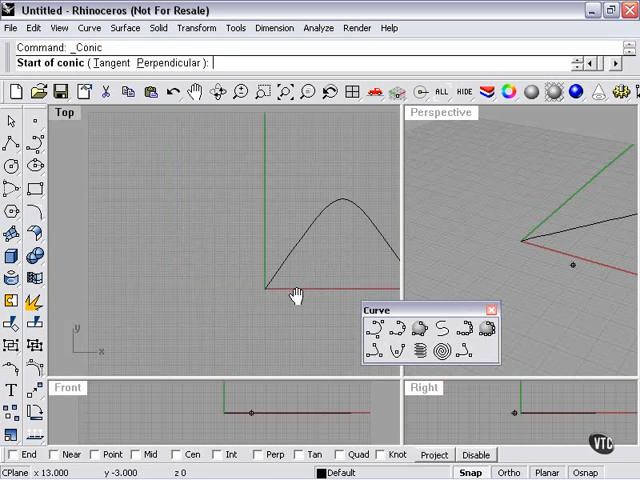 Untitled - Rhinoceros (Not For Resale)
File Edit View Curve Surface Solid Transform Tools Dimension Analyze Render Help
Command: _Conic
Start of conic ( Tangent Perpendicular ):
ALL HIDE
Top
Perspective
Curve
y
x
T
Front
Right
VTC
End Near Point Mid Cen Int Perp Tan Quad Knot Project Disable
CPlane x 13.000 y -3.000 z 0 Default Snap Ortho Planar Osnap